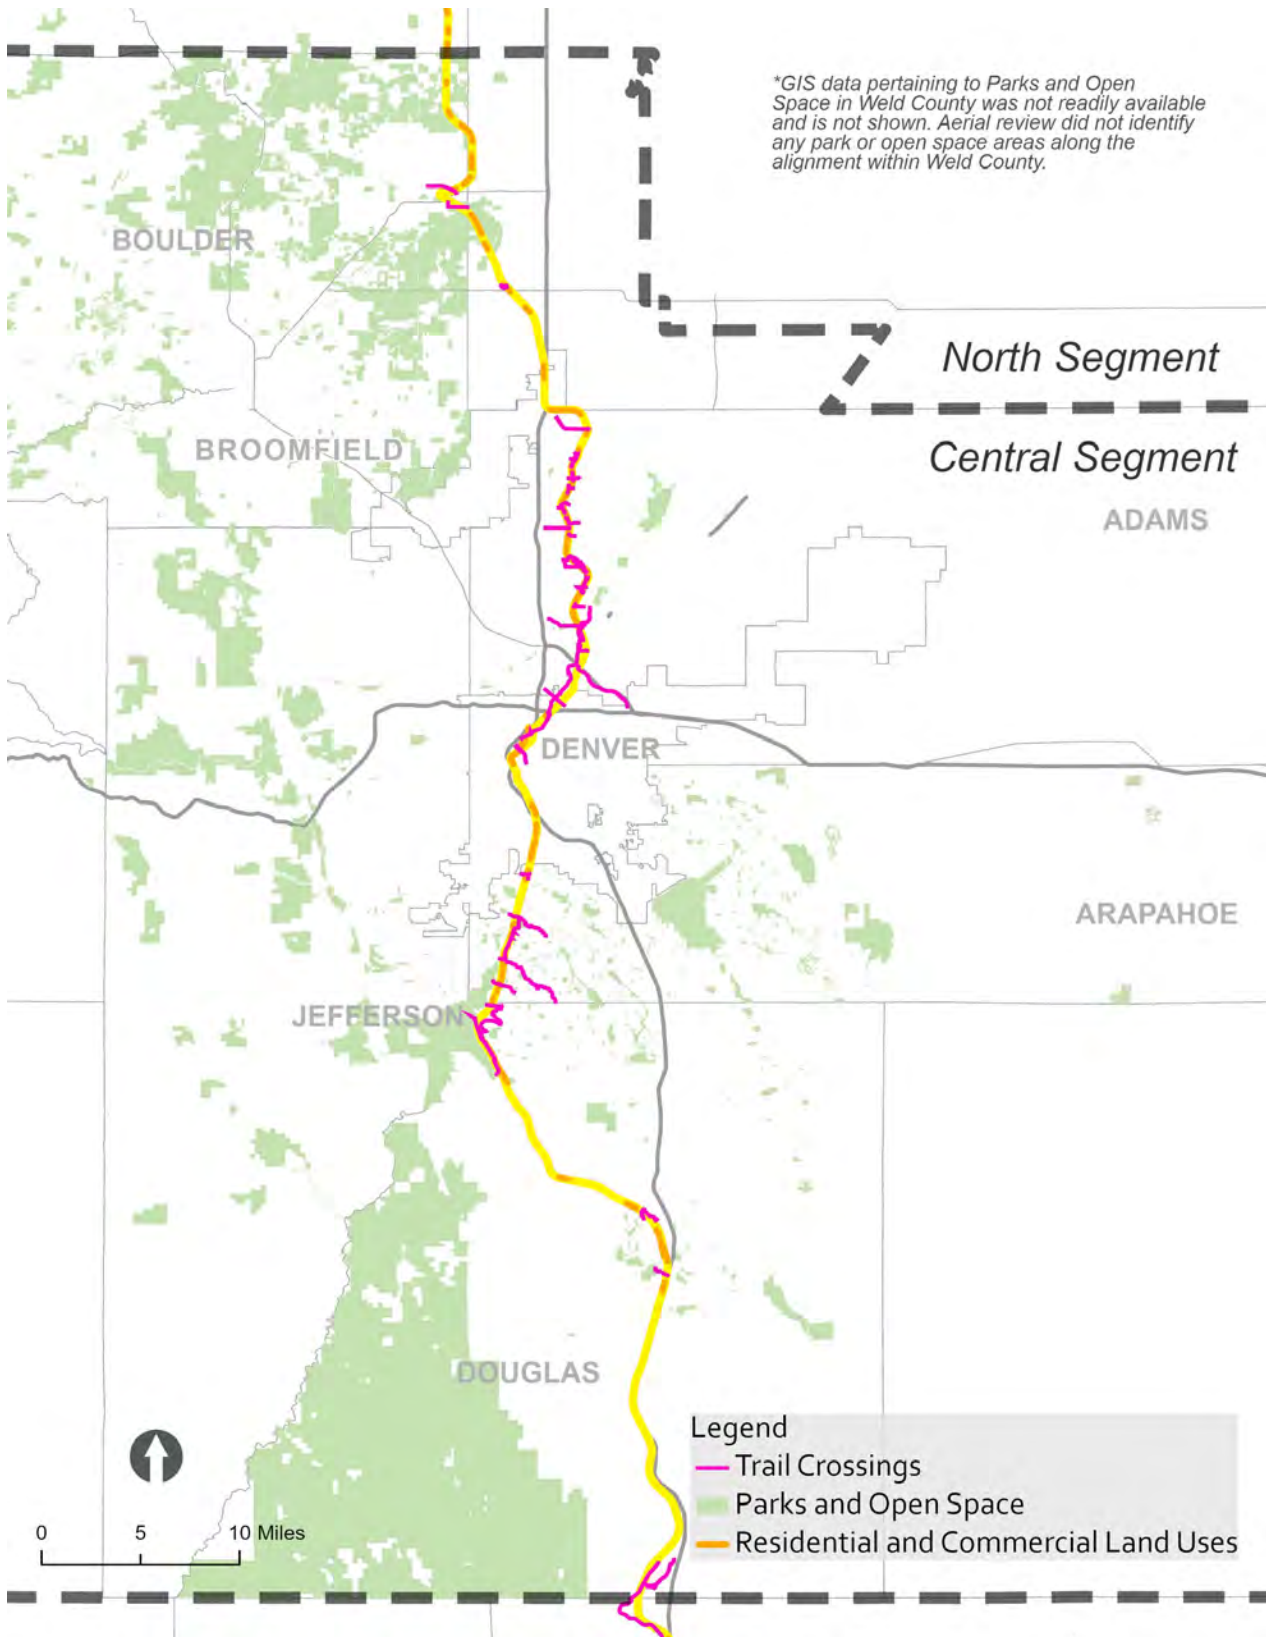 *GIS data pertaining to Parks and Open
Space in Weld County was not readily available
and is not shown. Aerial review did not identify
any park or open space areas along the
alignment within Weld County.
BOULDER
North Segment
BROOMFIELD
Central Segment
ADAMS
DENVER
ARAPAHOE
JEFFERSON
DOUGLAS
Legend
Trail Crossings
Parks and Open Space
Residential and Commercial Land Uses
0 5 10 Miles